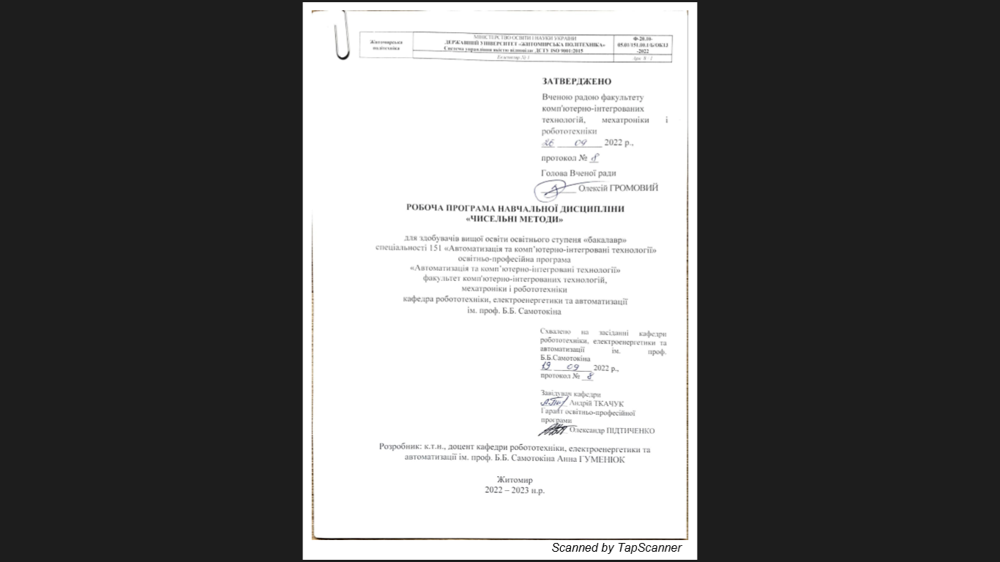 Житомирська
політехніка
МІНІСТЕРСТВО ОСВІТИ І НАУКИ УКРАЇНИ
ДЕРЖАВНИЙ УНІВЕРСИТЕТ «ЖИТОМИРСЬКА ПОЛІТЕХНІКА»
Система управління якістю відповідає ДСТУ ISO 9001:2015
Екземпляр № 1
Ф-20.10-
05.01/151.00.1/Б/
-2022
ЗАТВЕРДЖЕНО
Вченою радою факультету
комп'ютерно-інтегрованих
технологій, мехатроніки і
робототехніки
26 09 2022 р.,
протокол № 8
Голова Вченої ради
Олексій ГРОМОВИЙ
РОБОЧА ПРОГРАМА НАВЧАЛЬНОЇ ДИСЦИПЛІНИ
«ЧИСЕЛЬНІ МЕТОДИ»
для здобувачів вищої освіти освітнього ступеня «бакалавр»
спеціальності 151 «Автоматизація та комп’ютерно-інтегровані технології»
освітньо-професійна програма
«Автоматизація та комп’ютерно-інтегровані технології»
факультет комп'ютерно-інтегрованих технологій,
мехатроніки і робототехніки
кафедра робототехніки, електроенергетики та автоматизації
ім. проф. Б.Б. Самотокіна
Схвалено на засіданні кафедри
робототехніки, електроенергетики та
автоматизації ім. проф.
Б.Б.Самотокіна
19 09 2022 р.,
протокол № 8
Завідувач кафедри
Андрій ТКАЧУК
Гарант освітньо-професійної
програми
Олександр ПІДТИЧЕНКО
Розробник: к.т.н., доцент кафедри робототехніки, електроенергетики та
автоматизації ім. проф. Б.Б. Самотокіна Анна ГУМЕНЮК
Житомир
2022 – 2023 н.р.
Scanned by TapScanner